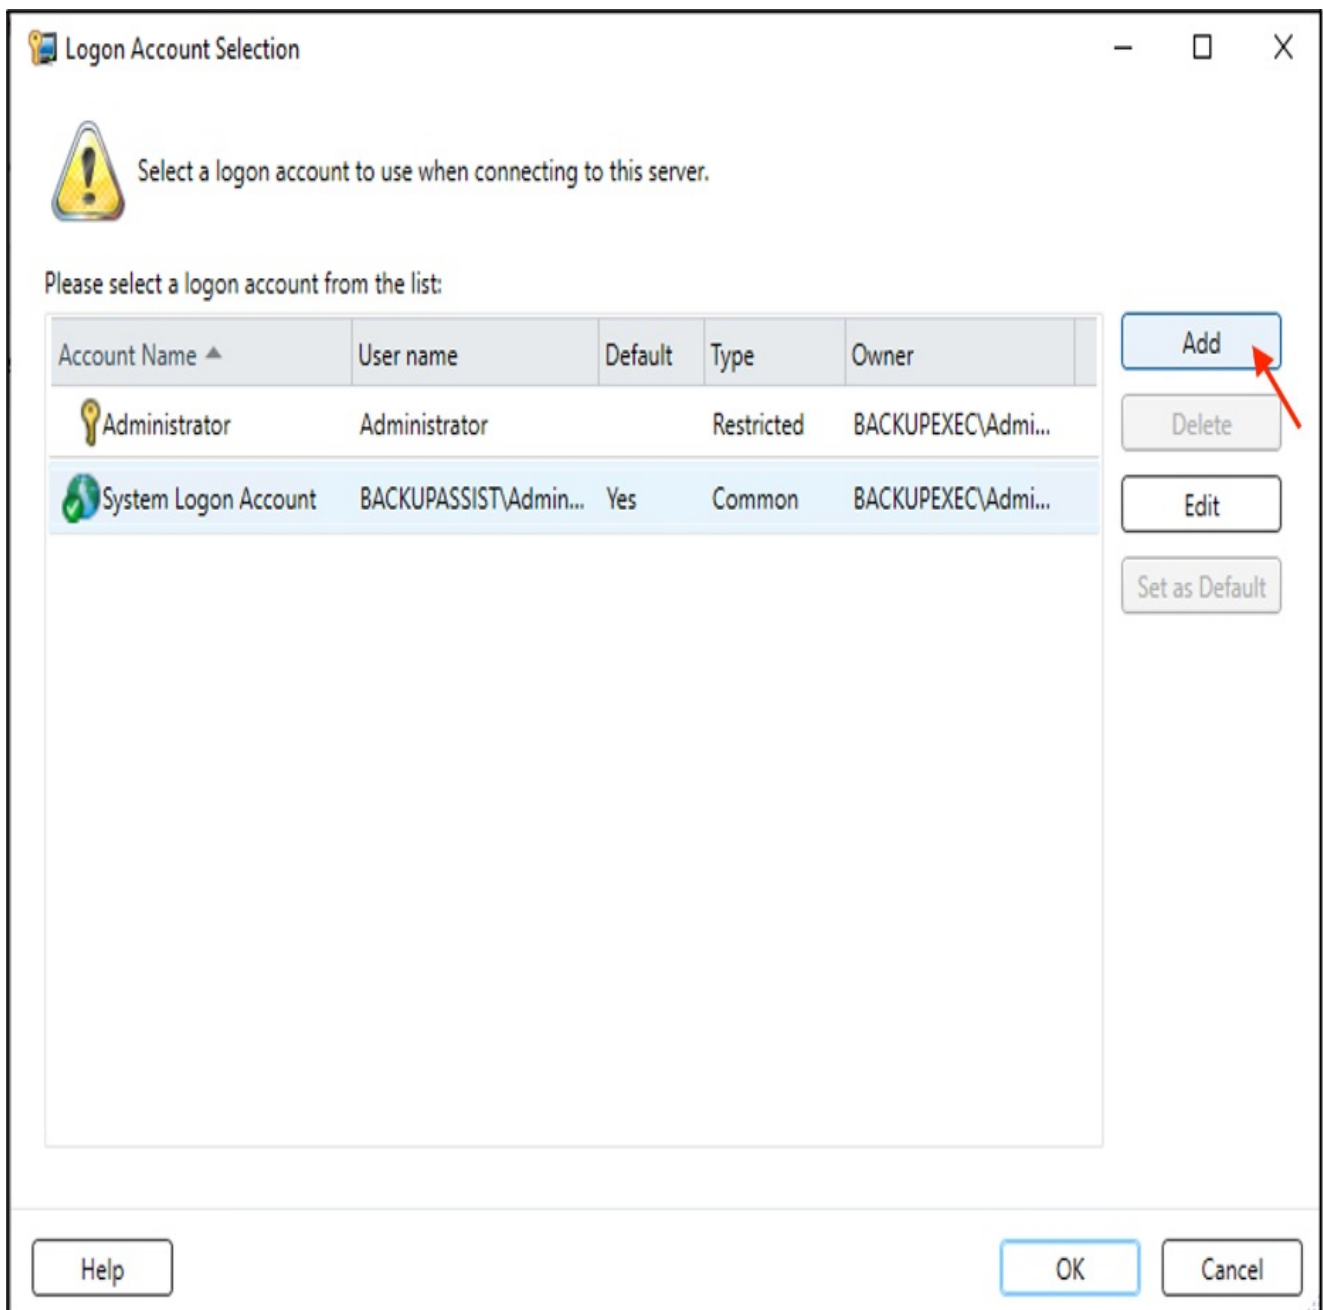 Logon Account Selection
Select a logon account to use when connecting to this server.
Please select a logon account from the list:
Account Name User name Default Type Owner
Add
Administrator Administrator Restricted BACKUPEXEC\Admi...
Delete
System Logon Account BACKUPASSIST\Admin... Yes Common BACKUPEXEC\Admi...
Edit
Set as Default
Help OK Cancel